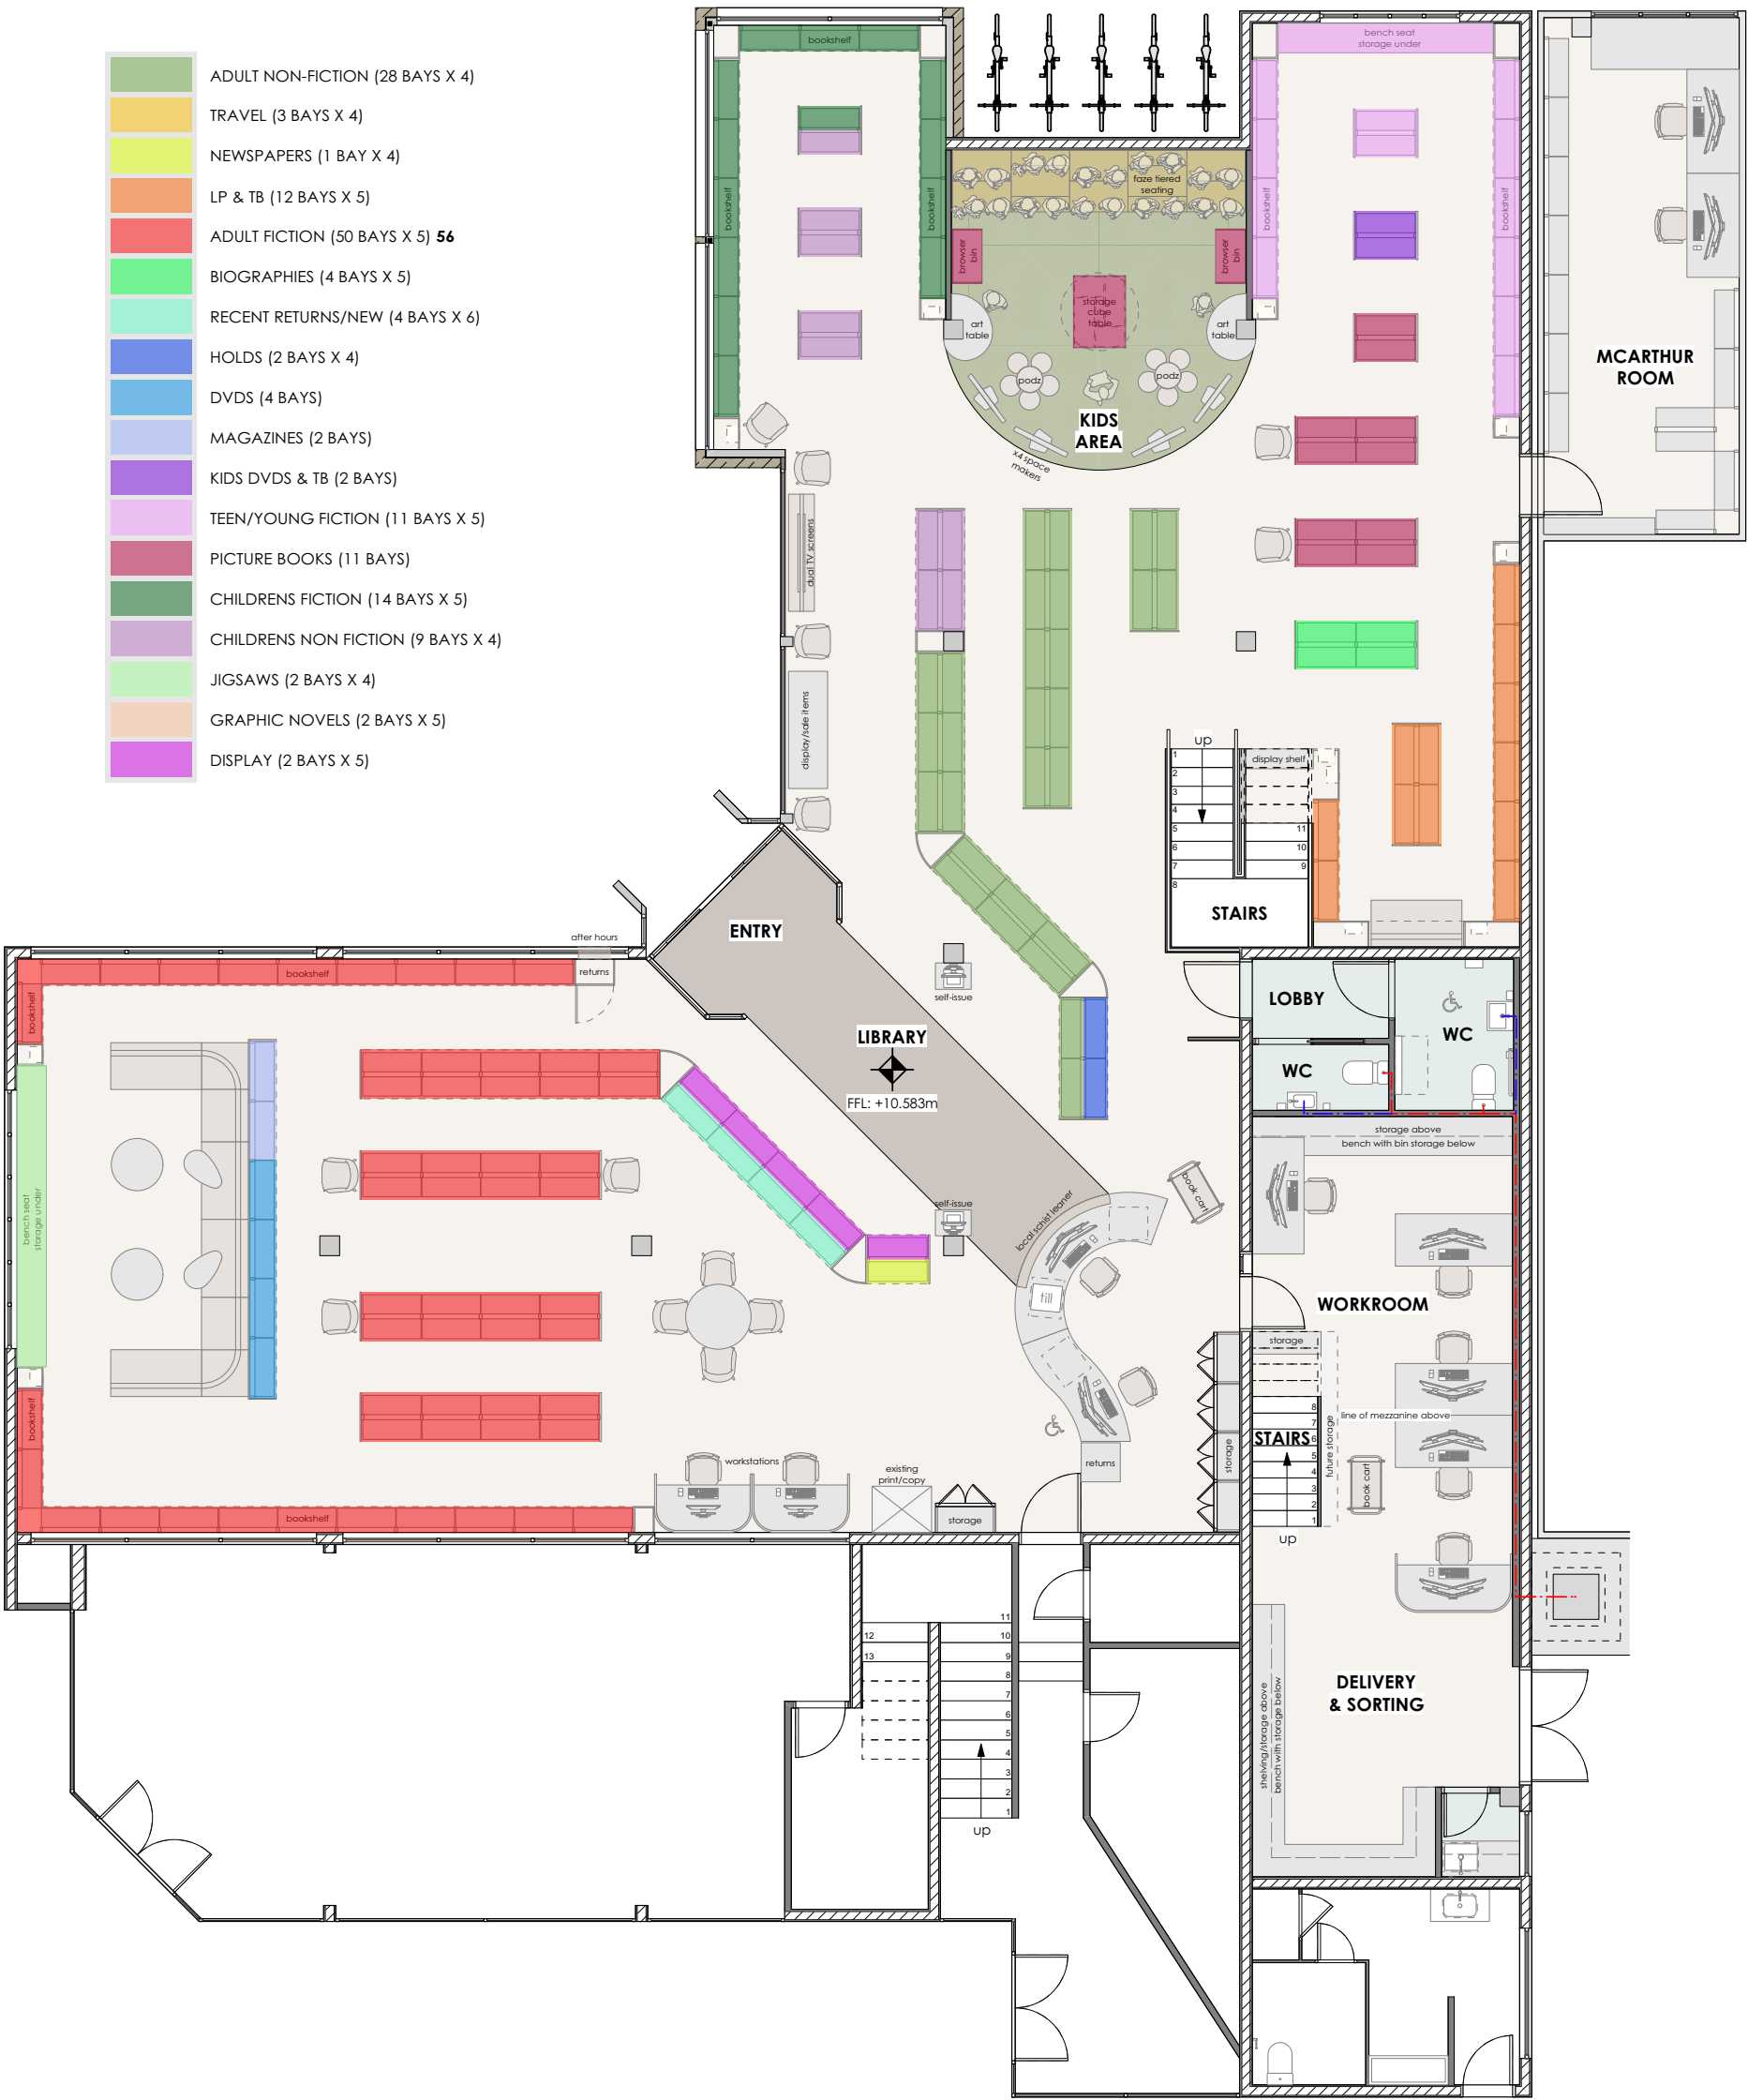 ADULT NON-FICTION (28 BAYS X 4)
TRAVEL (3 BAYS X 4)
NEWSPAPERS (1 BAY X 4)
LP & TB (12 BAYS X 5)
ADULT FICTION (50 BAYS X 5) 56
BIOGRAPHIES (4 BAYS X 5)
RECENT RETURNS/NEW (4 BAYS X 6)
HOLDS (2 BAYS X 4)
DVDS (4 BAYS)
MAGAZINES (2 BAYS)
KIDS DVDS & TB (2 BAYS)
TEEN/YOUNG FICTION (11 BAYS X 5)
PICTURE BOOKS (11 BAYS)
CHILDRENS FICTION (14 BAYS X 5)
CHILDRENS NON FICTION (9 BAYS X 4)
JIGSAWS (2 BAYS X 4)
GRAPHIC NOVELS (2 BAYS X 5)
DISPLAY (2 BAYS X 5)
bookshelf
bookshelf
bookshelf
faze tiered
seating
browser
bin
browser
bin
storage
cube
table
art
table
art
table
podz
podz
KIDS
AREA
x4 space
makers
bench seat
storage under
bookshelf
bookshelf
MCARTHUR
ROOM
dual TV screens
display/sale items
up
1
2
3
4
5
6
7
8
display shelf
11
10
9
STAIRS
ENTRY
after hours
returns
bookshelf
bookshelf
self-issue
LIBRARY
FFL: +10.583m
LOBBY
WC
WC
bench seat
storage under
self-issue
local schist leaner
book cart
till
storage above
bench with bin storage below
WORKROOM
storage
line of mezzanine above
8
7
STAIRS
6
5
4
3
2
1
up
future storage
book cart
storage
returns
bookshelf
bookshelf
workstations
existing
print/copy
storage
12
13
11
10
9
8
7
6
5
4
3
2
1
up
DELIVERY
& SORTING
shelving/storage above
bench with storage below